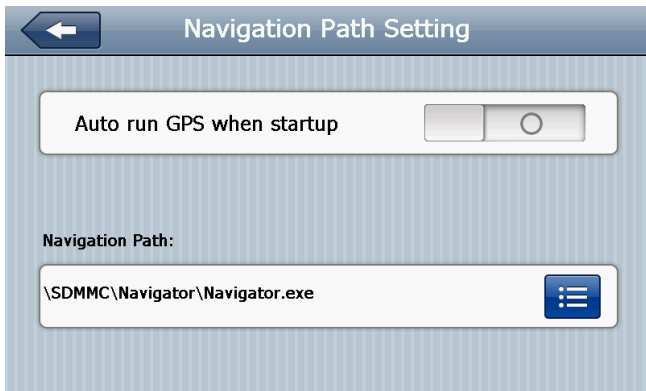 Navigation Path Setting
Auto run GPS when startup
Navigation Path:
\SDMMC\Navigator\Navigator.exe